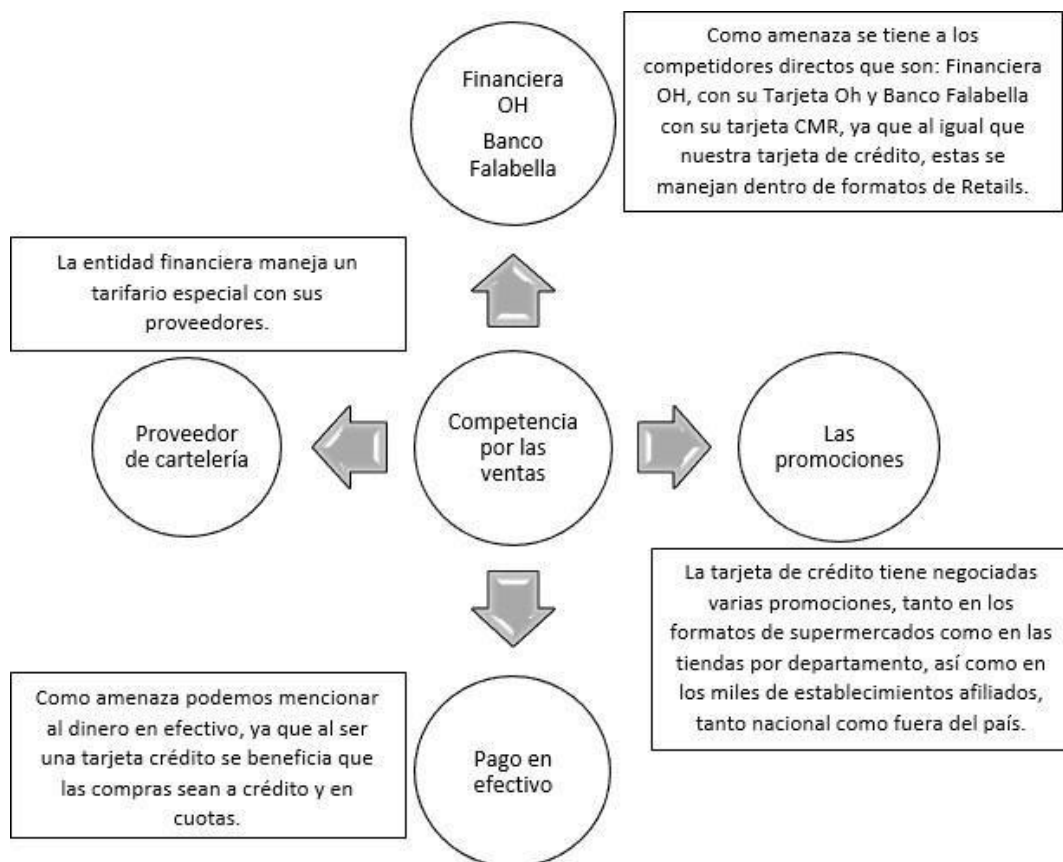 Financiera
OH
Banco
Falabella
Como amenaza se tiene a los
competidores directos que son: Financiera
OH, con su Tarjeta Oh y Banco Falabella
con su tarjeta CMR, ya que al igual que
nuestra tarjeta de crédito, estas se
manejan dentro de formatos de Retails.
La entidad financiera maneja un
tarifario especial con sus
proveedores.
Proveedor
de cartelería
Competencia
por las
ventas
Las
promociones
La tarjeta de crédito tiene negociadas
varias promociones, tanto en los
formatos de supermercados como en las
tiendas por departamento, así como en
los miles de establecimientos afiliados,
tanto nacional como fuera del país.
Como amenaza podemos mencionar
al dinero en efectivo, ya que al ser
una tarjeta crédito se beneficia que
las compras sean a crédito y en
cuotas.
Pago en
efectivo